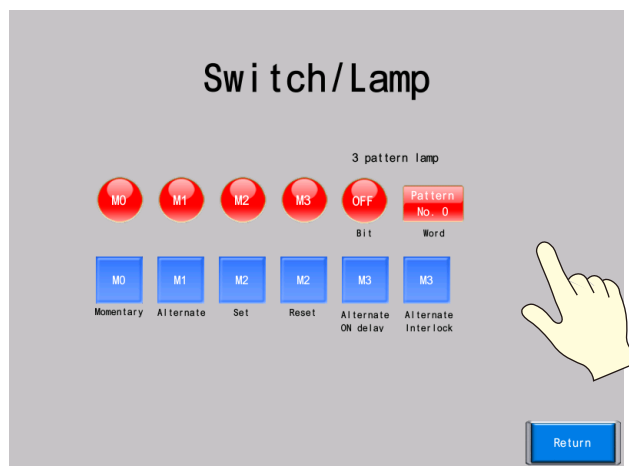 Switch/Lamp
3 pattern lamp
M0 M1 M2 M3 OFF Pattern
No. 0
Bit Word
M0 M1 M2 M2 M3 M3
Momentary Alternate Set Reset Alternate Alternate
ON delay Interlock
Return